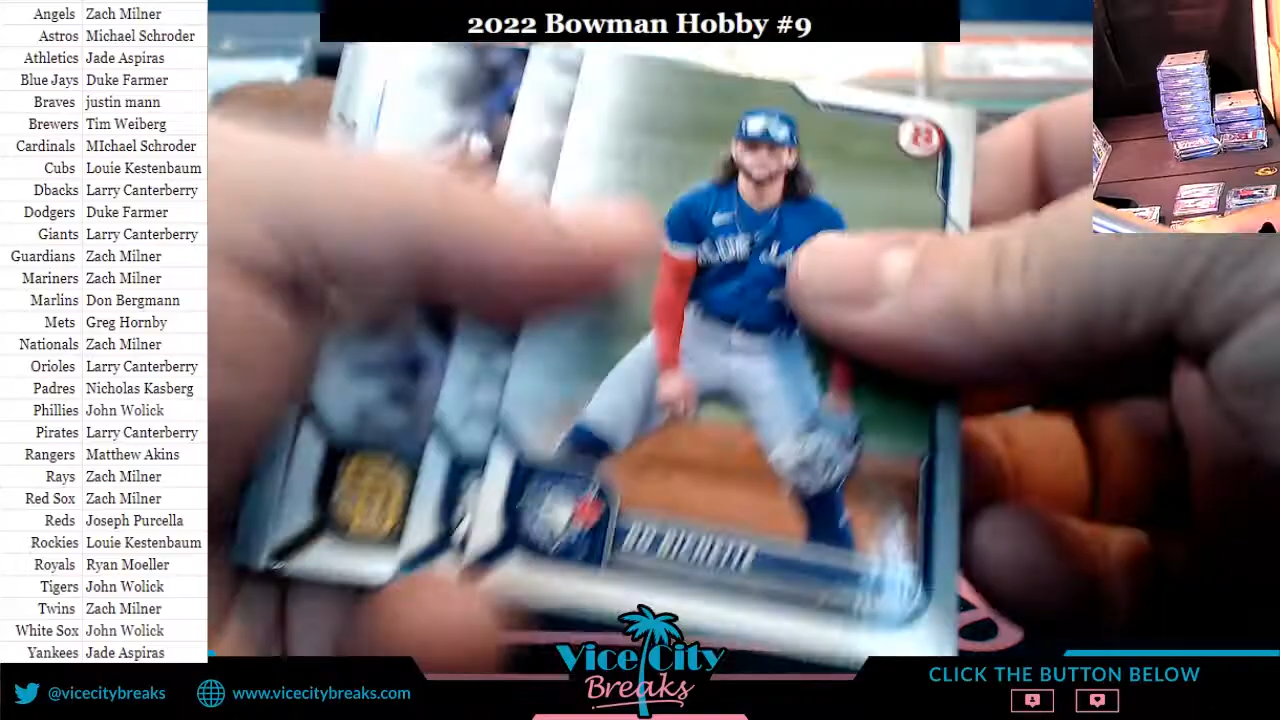 2022 Bowman Hobby #9
Angels Zach Milner
Astros Michael Schroder
Athletics Jade Aspiras
Blue Jays Duke Farmer
Braves justin mann
Brewers Tim Weiberg
Cardinals MIchael Schroder
Cubs Louie Kestenbaum
Dbacks Larry Canterberry
Dodgers Duke Farmer
Giants Larry Canterberry
Guardians Zach Milner
Mariners Zach Milner
Marlins Don Bergmann
Mets Greg Hornby
Nationals Zach Milner
Orioles Larry Canterberry
Padres Nicholas Kasberg
Phillies John Wolick
Pirates Larry Canterberry
Rangers Matthew Akins
Rays Zach Milner
Red Sox Zach Milner
Reds Joseph Purcella
Rockies Louie Kestenbaum
Royals Ryan Moeller
Tigers John Wolick
Twins Zach Milner
White Sox John Wolick
Yankees Jade Aspiras
22
BO BICHETTE
Vice City
Breaks
@vicecitybreaks
www.vicecitybreaks.com
CLICK THE BUTTON BELOW